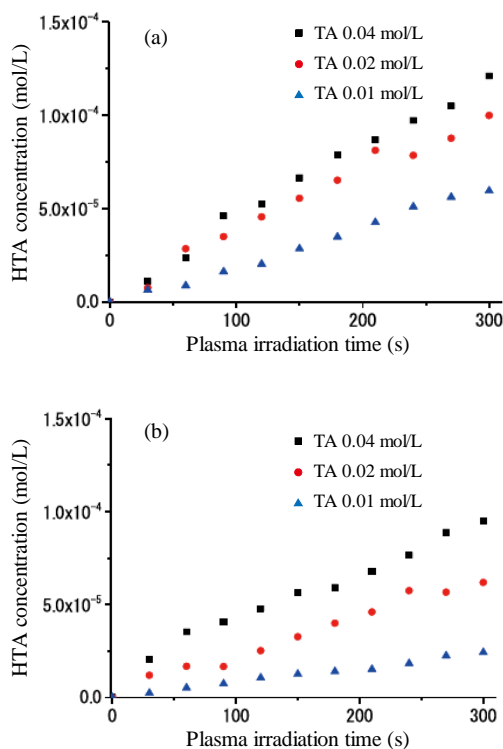 (a)
TA 0.04 mol/L
TA 0.02 mol/L
TA 0.01 mol/L
HTA concentration (mol/L)
1.5x10⁻⁴
1.0x10⁻⁴
5.0x10⁻⁵
0.0
0 100 200 300
Plasma irradiation time (s)
(b)
TA 0.04 mol/L
TA 0.02 mol/L
TA 0.01 mol/L
HTA concentration (mol/L)
1.5x10⁻⁴
1.0x10⁻⁴
5.0x10⁻⁵
0.0
0 100 200 300
Plasma irradiation time (s)